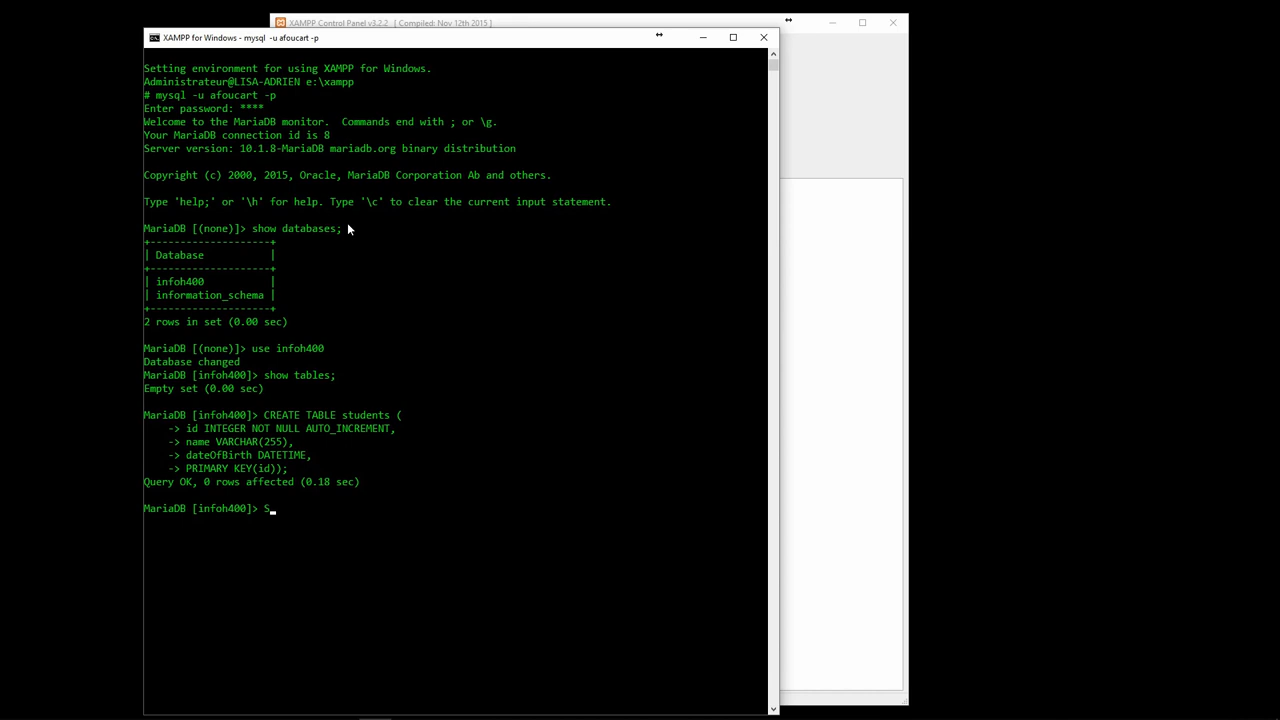 XAMPP Control Panel v3.2.2 [ Compiled: Nov 12th 2015 ]
XAMPP for Windows - mysql -u afoucart -p
Setting environment for using XAMPP for Windows.
Administrateur@LISA-ADRIEN e:\xampp
# mysql -u afoucart -p
Enter password: ****
Welcome to the MariaDB monitor.  Commands end with ; or \g.
Your MariaDB connection id is 8
Server version: 10.1.8-MariaDB mariadb.org binary distribution
Copyright (c) 2000, 2015, Oracle, MariaDB Corporation Ab and others.
Type 'help;' or '\h' for help. Type '\c' to clear the current input statement.
MariaDB [(none)]> show databases;
+--------------------+
| Database           |
+--------------------+
| infoh400           |
| information_schema |
+--------------------+
2 rows in set (0.00 sec)
MariaDB [(none)]> use infoh400
Database changed
MariaDB [infoh400]> show tables;
Empty set (0.00 sec)
MariaDB [infoh400]> CREATE TABLE students (
    -> id INTEGER NOT NULL AUTO_INCREMENT,
    -> name VARCHAR(255),
    -> dateOfBirth DATETIME,
    -> PRIMARY KEY(id));
Query OK, 0 rows affected (0.18 sec)
MariaDB [infoh400]> S_